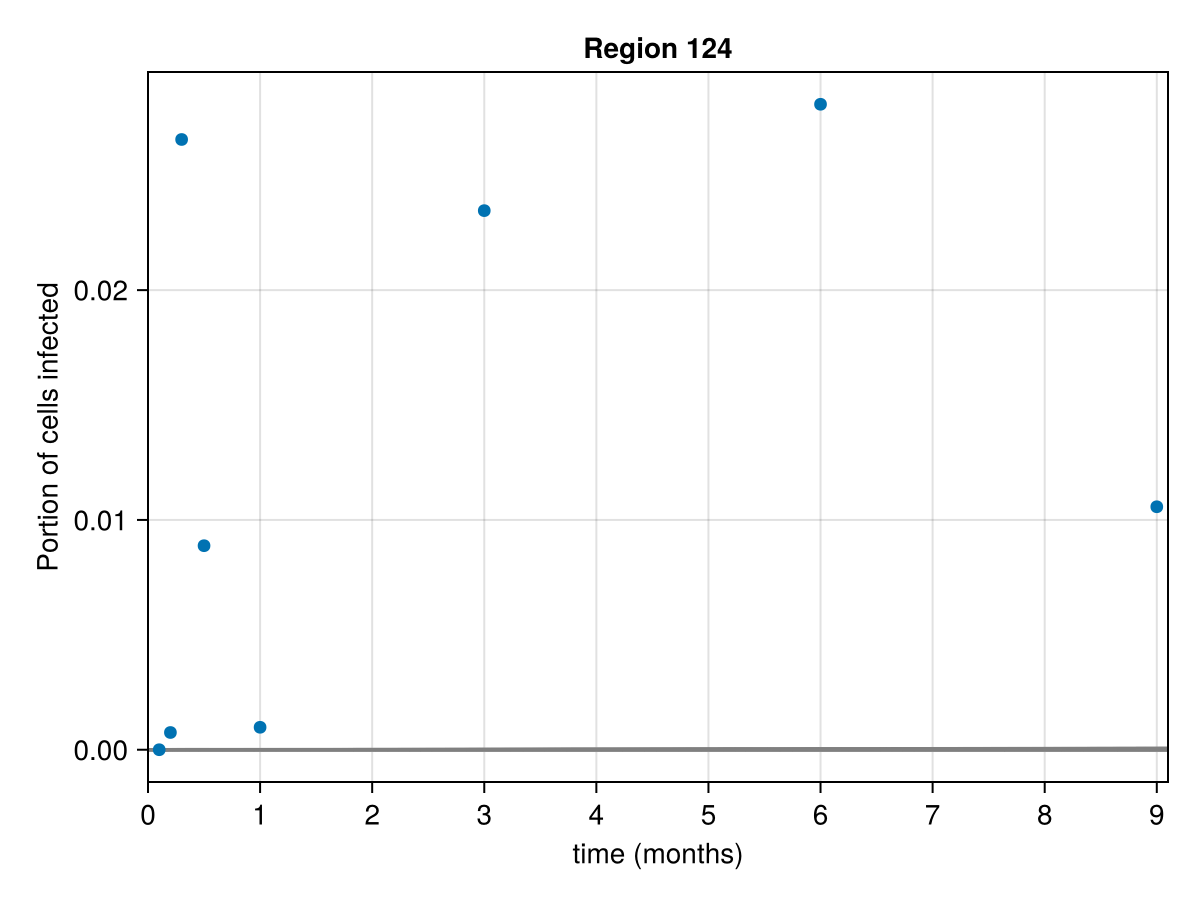 Region 124
Portion of cells infected
0.02
0.01
0.00
0 1 2 3 4 5 6 7 8 9
time (months)